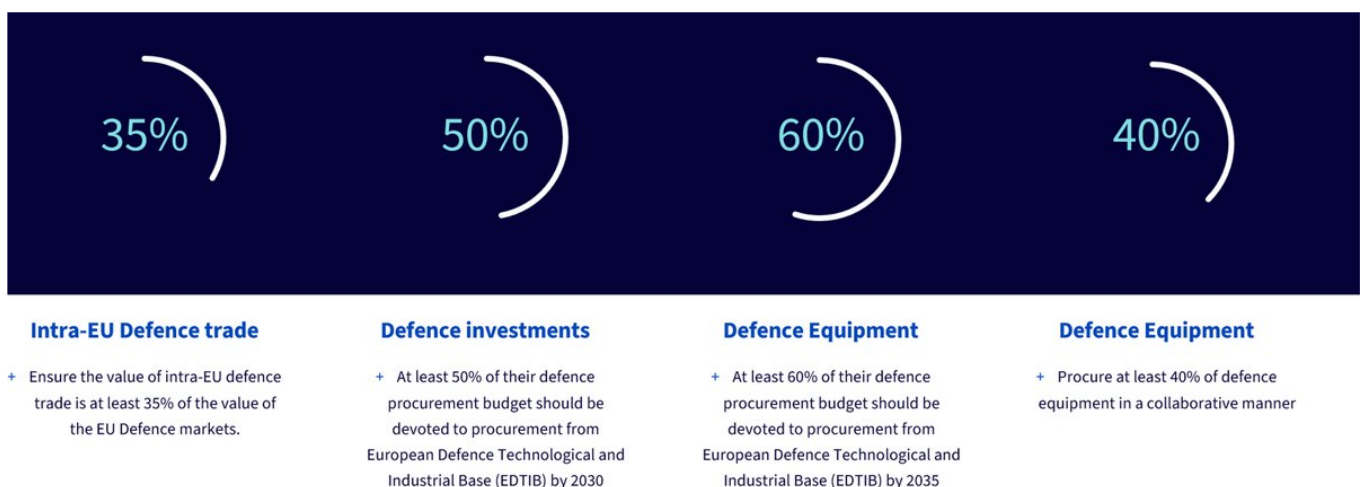 35%
50%
60%
40%
Intra-EU Defence trade
+ Ensure the value of intra-EU defence
trade is at least 35% of the value of
the EU Defence markets.
Defence investments
+ At least 50% of their defence
procurement budget should be
devoted to procurement from
European Defence Technological and
Industrial Base (EDTIB) by 2030
Defence Equipment
+ At least 60% of their defence
procurement budget should be
devoted to procurement from
European Defence Technological and
Industrial Base (EDTIB) by 2035
Defence Equipment
+ Procure at least 40% of defence
equipment in a collaborative manner